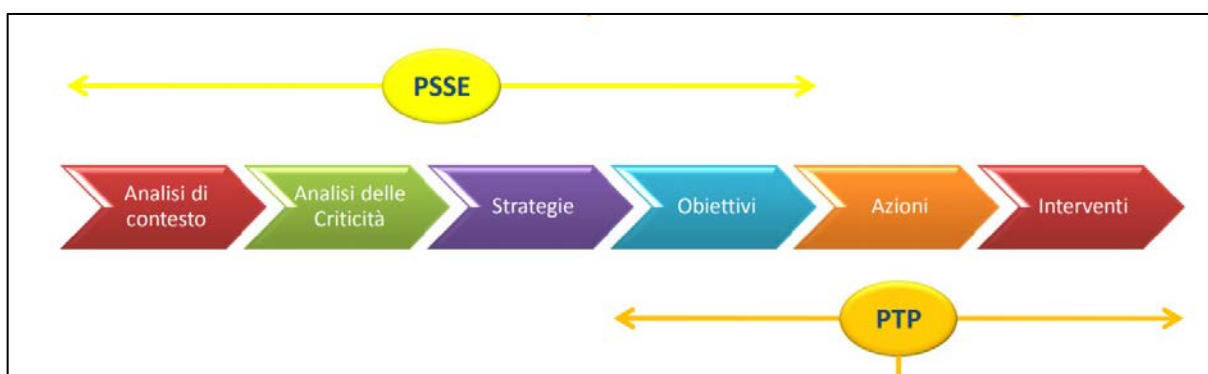 PSSE
Analisi di
contesto
Analisi delle
Criticità
Strategie
Obiettivi
Azioni
Interventi
PTP